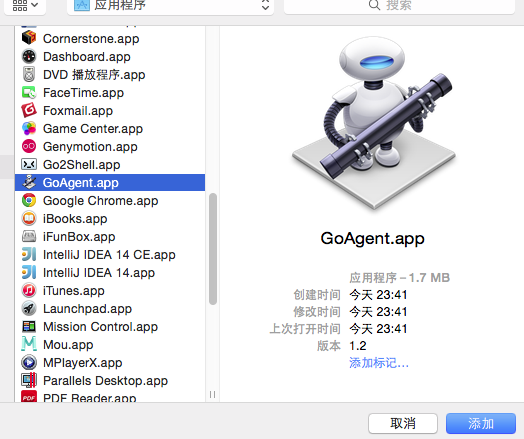 应用程序
搜索
Cornerstone.app
Dashboard.app
DVD 播放程序.app
FaceTime.app
Foxmail.app
Game Center.app
Genymotion.app
Go2Shell.app
GoAgent.app
Google Chrome.app
iBooks.app
iFunBox.app
IntelliJ IDEA 14 CE.app
IntelliJ IDEA 14.app
iTunes.app
Launchpad.app
Mission Control.app
Mou.app
MPlayerX.app
Parallels Desktop.app
PDF Reader.app
GoAgent.app
应用程序 – 1.7 MB
创建时间 今天 23:41
修改时间 今天 23:41
上次打开时间 今天 23:41
版本 1.2
添加标记…
取消
添加